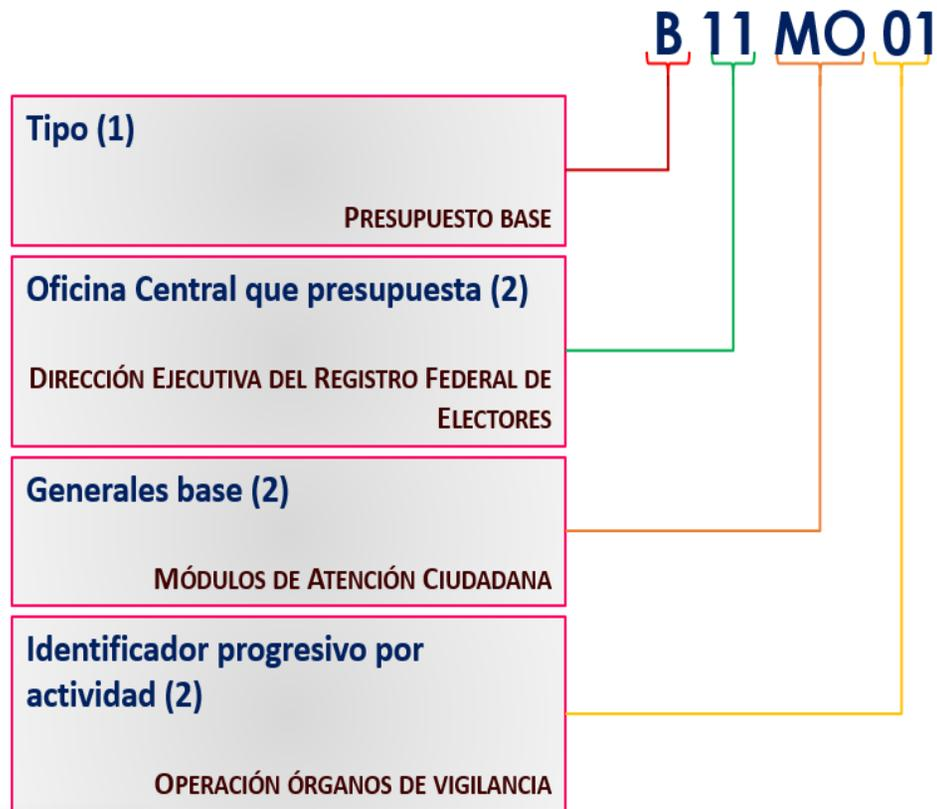 B 11 MO 01
Tipo (1)
PRESUPUESTO BASE
Oficina Central que presupuesta (2)
DIRECCIÓN EJECUTIVA DEL REGISTRO FEDERAL DE
ELECTORES
Generales base (2)
MÓDULOS DE ATENCIÓN CIUDADANA
Identificador progresivo por
actividad (2)
OPERACIÓN ÓRGANOS DE VIGILANCIA